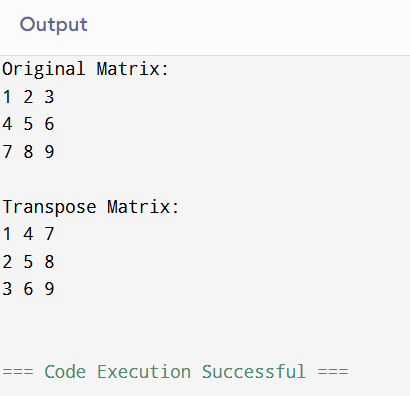 Output
Original Matrix:
1 2 3
4 5 6
7 8 9
Transpose Matrix:
1 4 7
2 5 8
3 6 9
=== Code Execution Successful ===